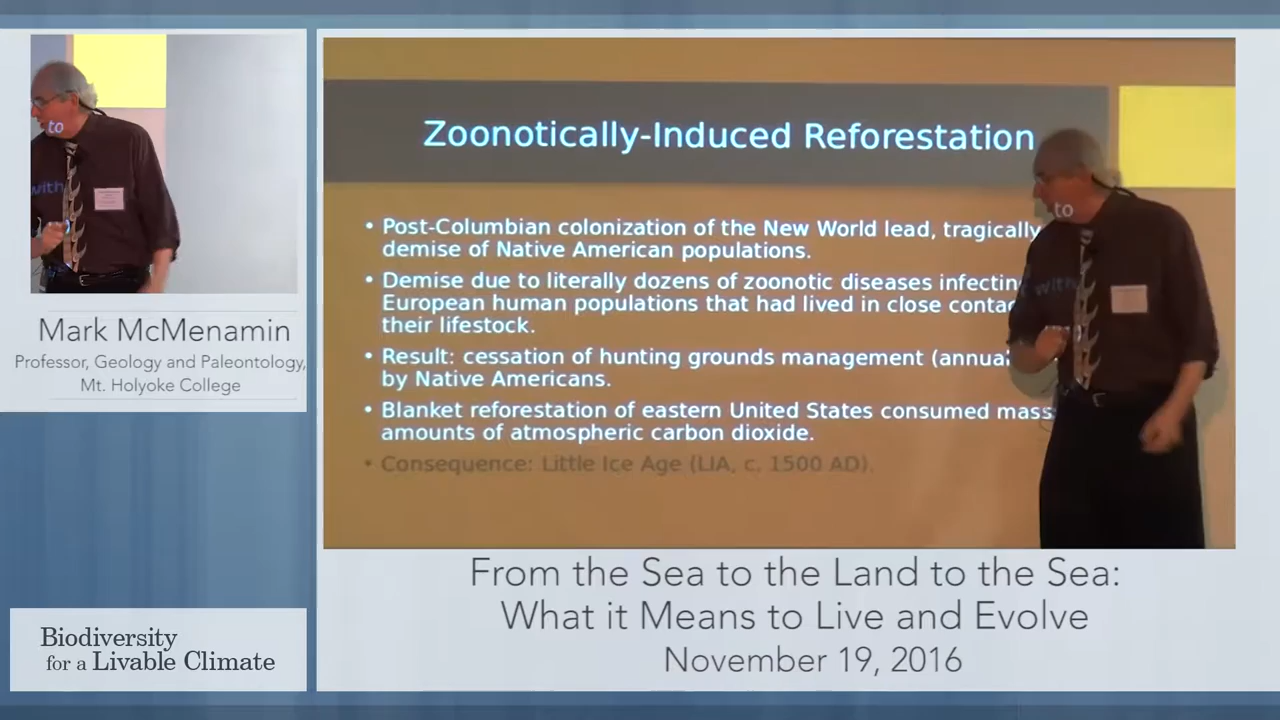 to
with
Mark McMenamin
Professor, Geology and Paleontology,
Mt. Holyoke College
Biodiversity
for a Livable Climate
Zoonotically-Induced Reforestation
• Post-Columbian colonization of the New World lead, tragically to
demise of Native American populations.
• Demise due to literally dozens of zoonotic diseases
European human populations that had lived in close with
their lifestock.
• Result: cessation of hunting grounds management
by Native Americans.
• Blanket reforestation of eastern United States consumed
amounts of atmospheric carbon dioxide.
• Consequence: Little Ice Age (LIA, c. 1500 AD).
From the Sea to the Land to the Sea:
What it Means to Live and Evolve
November 19, 2016